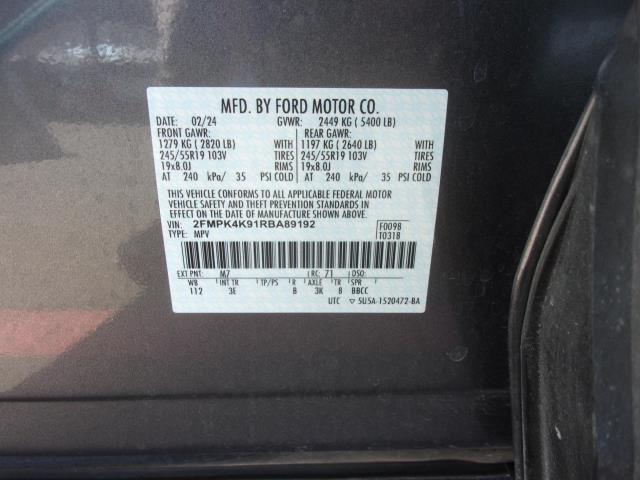 MFD. BY FORD MOTOR CO.
DATE: 02/24 GVWR: 2449 KG ( 5400 LB)
FRONT GAWR: REAR GAWR:
1279 KG ( 2820 LB) WITH 1197 KG ( 2640 LB) WITH
245/55R19 103V TIRES 245/55R19 103V TIRES
19x8.0J RIMS 19x8.0J RIMS
AT 240 kPa/ 35 PSI COLD AT 240 kPa/ 35 PSI COLD
THIS VEHICLE CONFORMS TO ALL APPLICABLE FEDERAL MOTOR
VEHICLE SAFETY AND THEFT PREVENTION STANDARDS IN
EFFECT ON THE DATE OF MANUFACTURE SHOWN ABOVE.
VIN: 2FMPK4K91RBA89192 F0098
TYPE: MPV T0318
EXT PNT: M7 RC: 71 DSO:
WB INT TR TP/PS R AXLE TR SPR
112 3E B 3K 8 BBCC
UTC ▽ 5U5A-1520472-BA